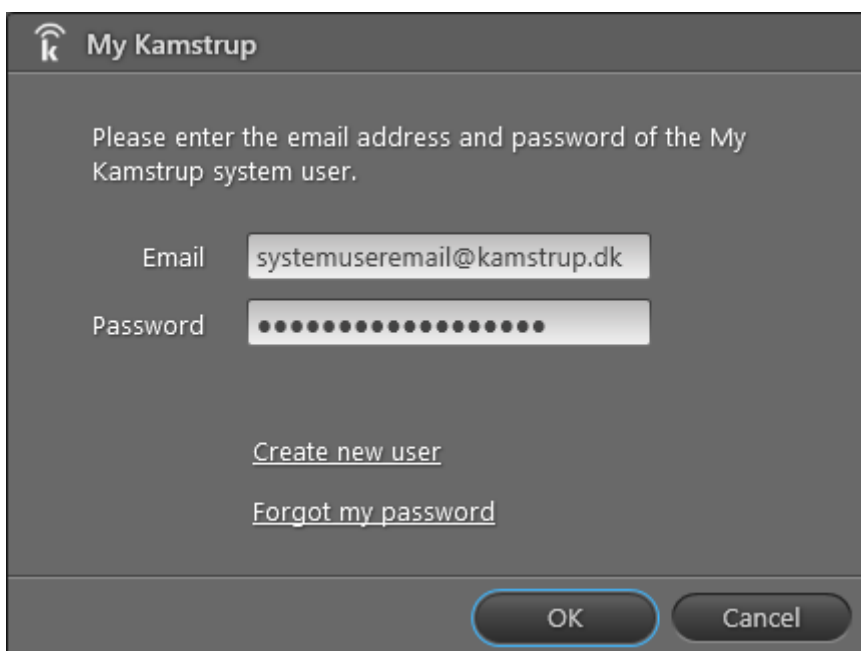 My Kamstrup
Please enter the email address and password of the My
Kamstrup system user.
Email systemuseremail@kamstrup.dk
Password ●●●●●●●●●●●●●●●●●●
Create new user
Forgot my password
OK Cancel